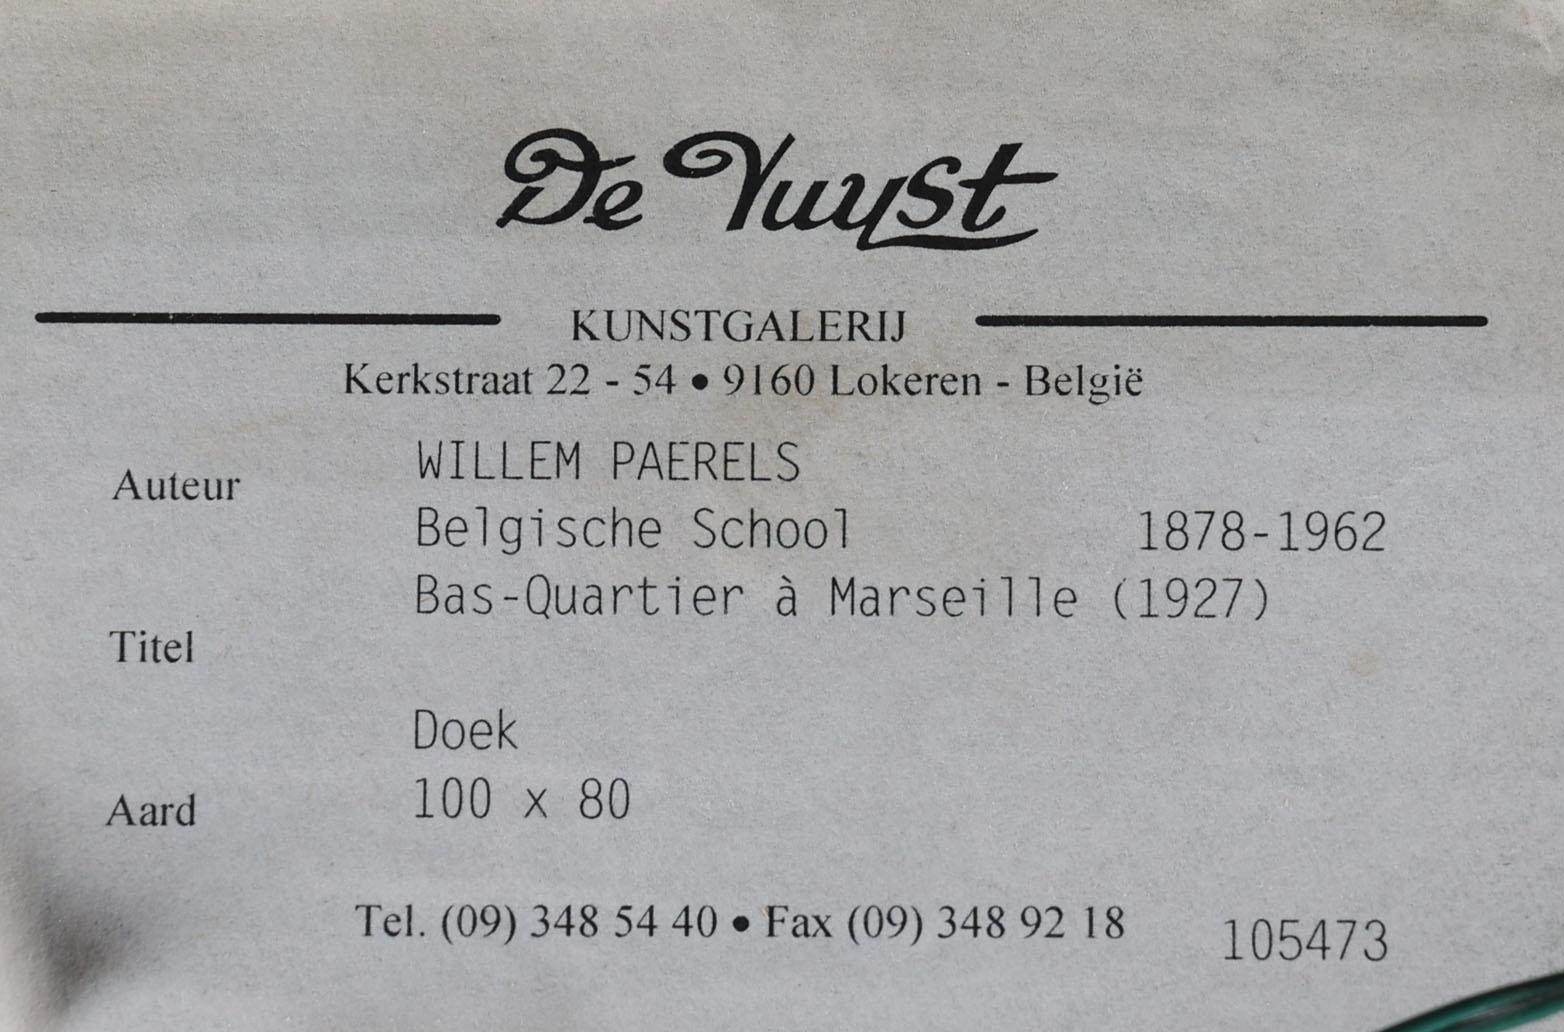 De Vuyst
KUNSTGALERIJ
Kerkstraat 22 - 54 • 9160 Lokeren - België
Auteur WILLEM PAERELS
Belgische School 1878-1962
Bas-Quartier à Marseille (1927)
Titel
Doek
Aard 100 x 80
Tel. (09) 348 54 40 • Fax (09) 348 92 18 105473